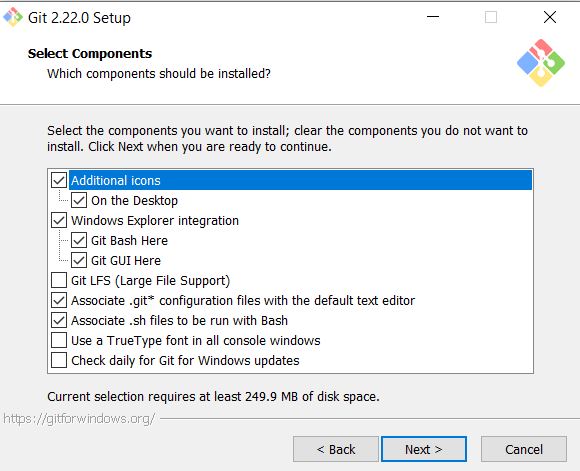 Git 2.22.0 Setup
Select Components
Which components should be installed?
Select the components you want to install; clear the components you do not want to
install. Click Next when you are ready to continue.
Additional icons
On the Desktop
Windows Explorer integration
Git Bash Here
Git GUI Here
Git LFS (Large File Support)
Associate .git* configuration files with the default text editor
Associate .sh files to be run with Bash
Use a TrueType font in all console windows
Check daily for Git for Windows updates
Current selection requires at least 249.9 MB of disk space.
https://gitforwindows.org/
< Back
Next >
Cancel